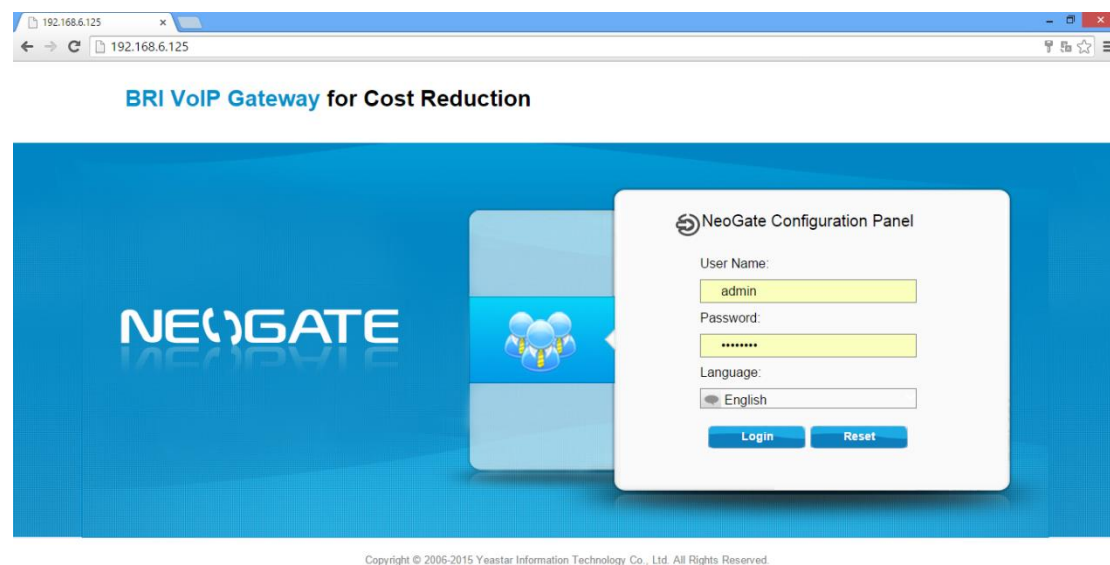 192.168.6.125
192.168.6.125
BRI VoIP Gateway for Cost Reduction
NEOGATE
NeoGate Configuration Panel
User Name:
admin
Password:
••••••••
Language:
English
Login Reset
Copyright © 2006-2015 Yeastar Information Technology Co., Ltd. All Rights Reserved.